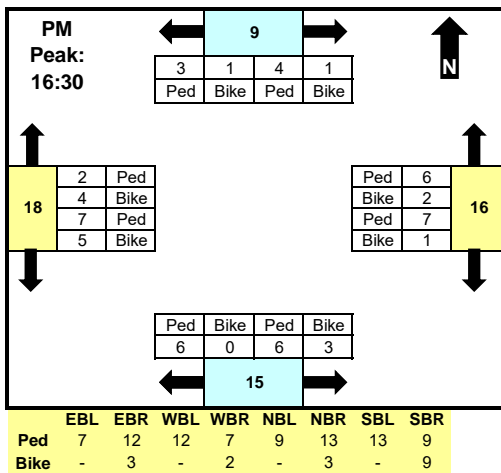 PM
Peak:
16:30
9
N
3 1 4 1
Ped Bike Ped Bike
18
2 Ped
4 Bike
7 Ped
5 Bike
Ped 6
Bike 2
Ped 7
Bike 1
16
Ped Bike Ped Bike
6 0 6 3
15
EBL EBR WBL WBR NBL NBR SBL SBR
Ped 7 12 12 7 9 13 13 9
Bike - 3 - 2 - 3 - 9